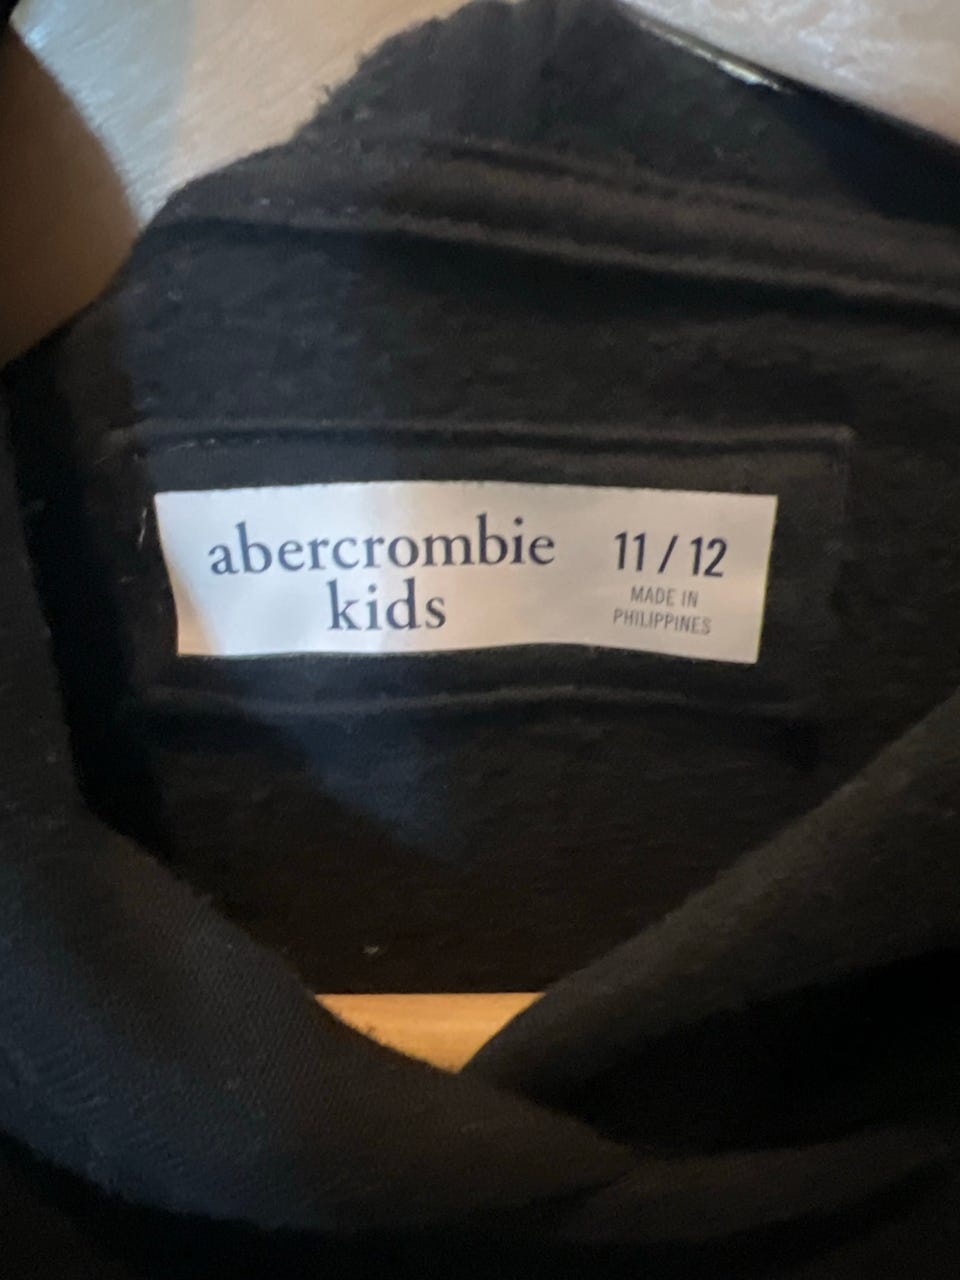 abercrombie
kids
11 / 12
MADE IN
PHILIPPINES